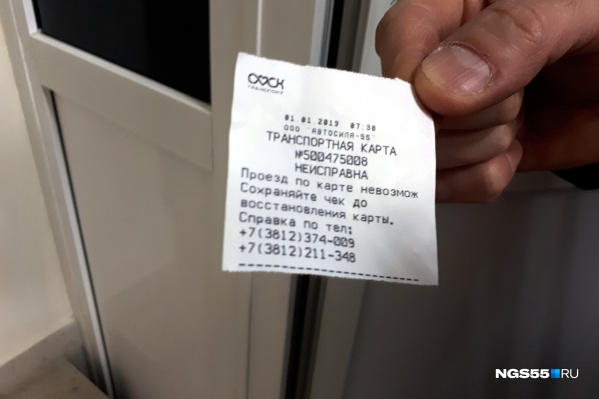 ОМСК
ТРАНСПОРТ
01.01.2019 07:30
ООО "АВТОСИЛА-55"
ТРАНСПОРТНАЯ КАРТА
№500475008
НЕИСПРАВНА
Проезд по карте невозмож
Сохраняйте чек до
восстановления карты.
Справка по тел:
+7(3812)374-009
+7(3812)211-348
NGS55.RU